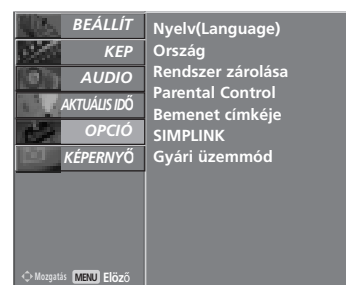 BEÁLLÍT
KEP
AUDIO
AKTUÁLIS IDŐ
OPCIÓ
KÉPERNYŐ
Nyelv(Language)
Ország
Rendszer zárolása
Parental Control
Bemenet címkéje
SIMPLINK
Gyári üzemmód
Mozgatás MENU Elöző